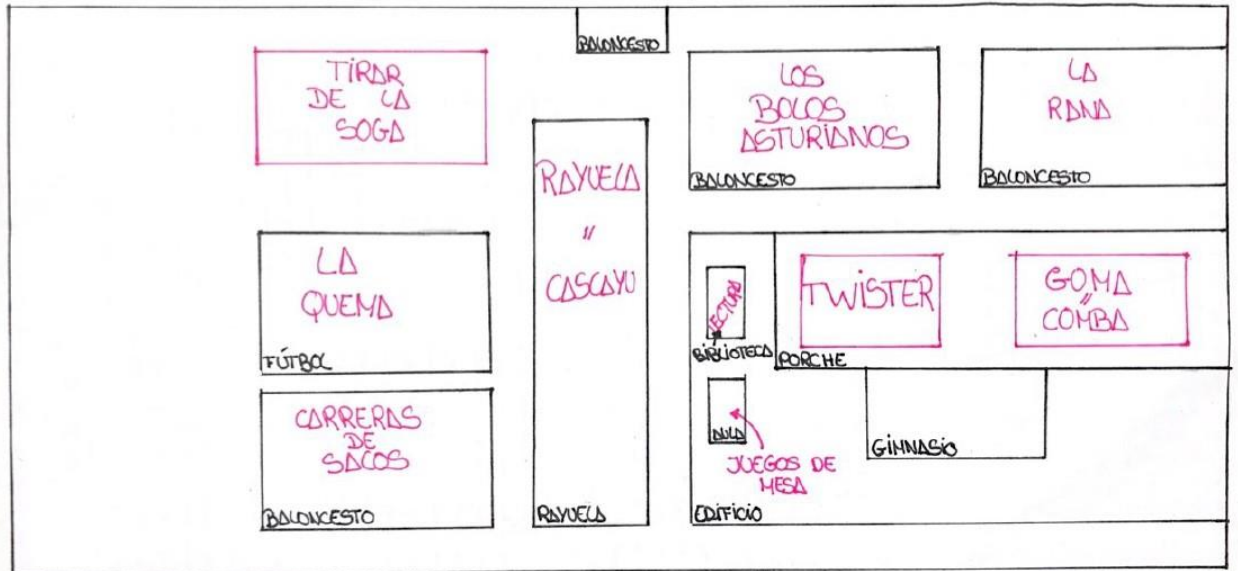 BALONCESTO
TIRAR
DE LA
SOGA
LOS
BOLOS
ASTURIANOS
BALONCESTO
LA
RANA
BALONCESTO
RAYUELA
"
CASCAYU
RAYUELA
LA
QUEMA
FÚTBOL
CARRERAS
DE
SACOS
BALONCESTO
LECTURA
BIBLIOTECA
TWISTER
GOMA
"
COMBA
PORCHE
AULA
JUEGOS DE
MESA
GIMNASIO
EDIFICIO